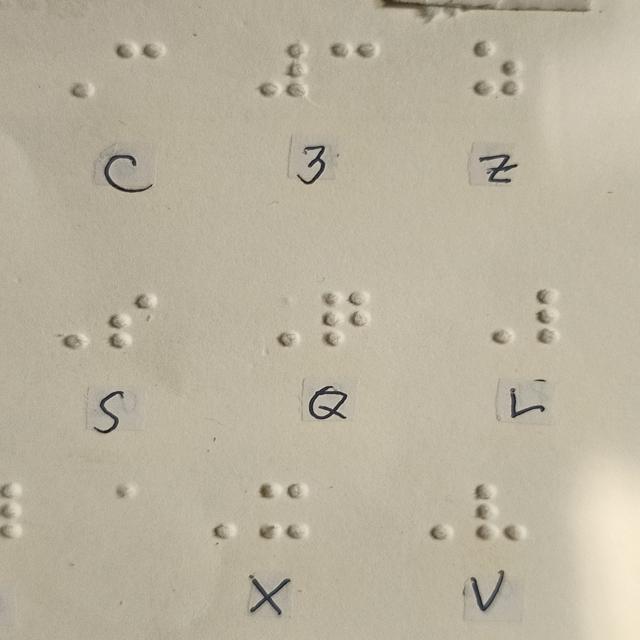 ⠠⠉ ⠼⠉ ⠵
C 3 Z
⠠⠎ ⠠⠟ ⠠⠇
S Q L
⠠⠭ ⠠⠧
X V